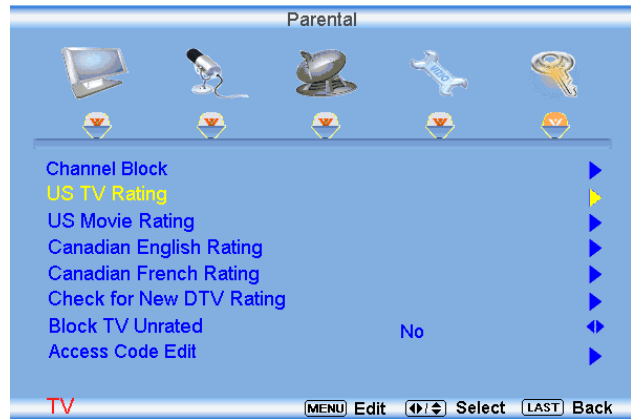 Parental
Channel Block
US TV Rating
US Movie Rating
Canadian English Rating
Canadian French Rating
Check for New DTV Rating
Block TV Unrated No
Access Code Edit
TV MENU Edit Select LAST Back